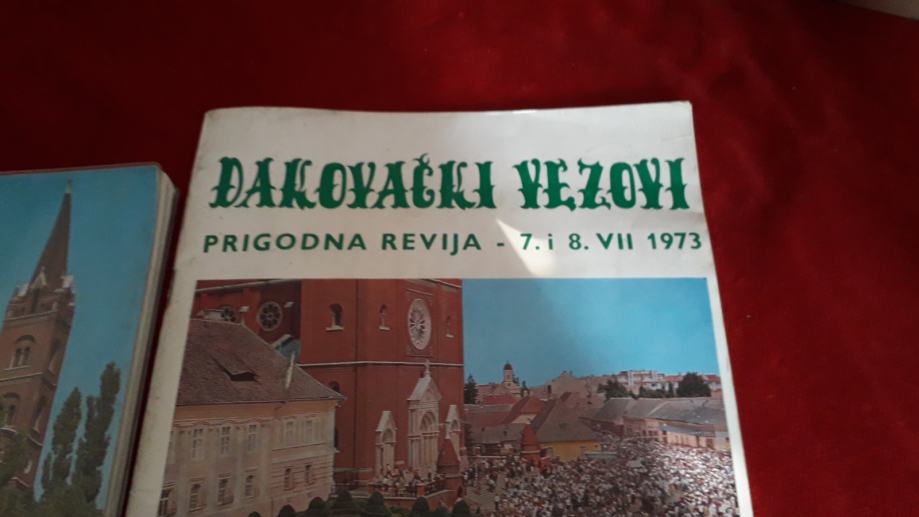 ĐAKOVAČKI VEZOVI
PRIGODNA REVIJA - 7. i 8. VII 1973